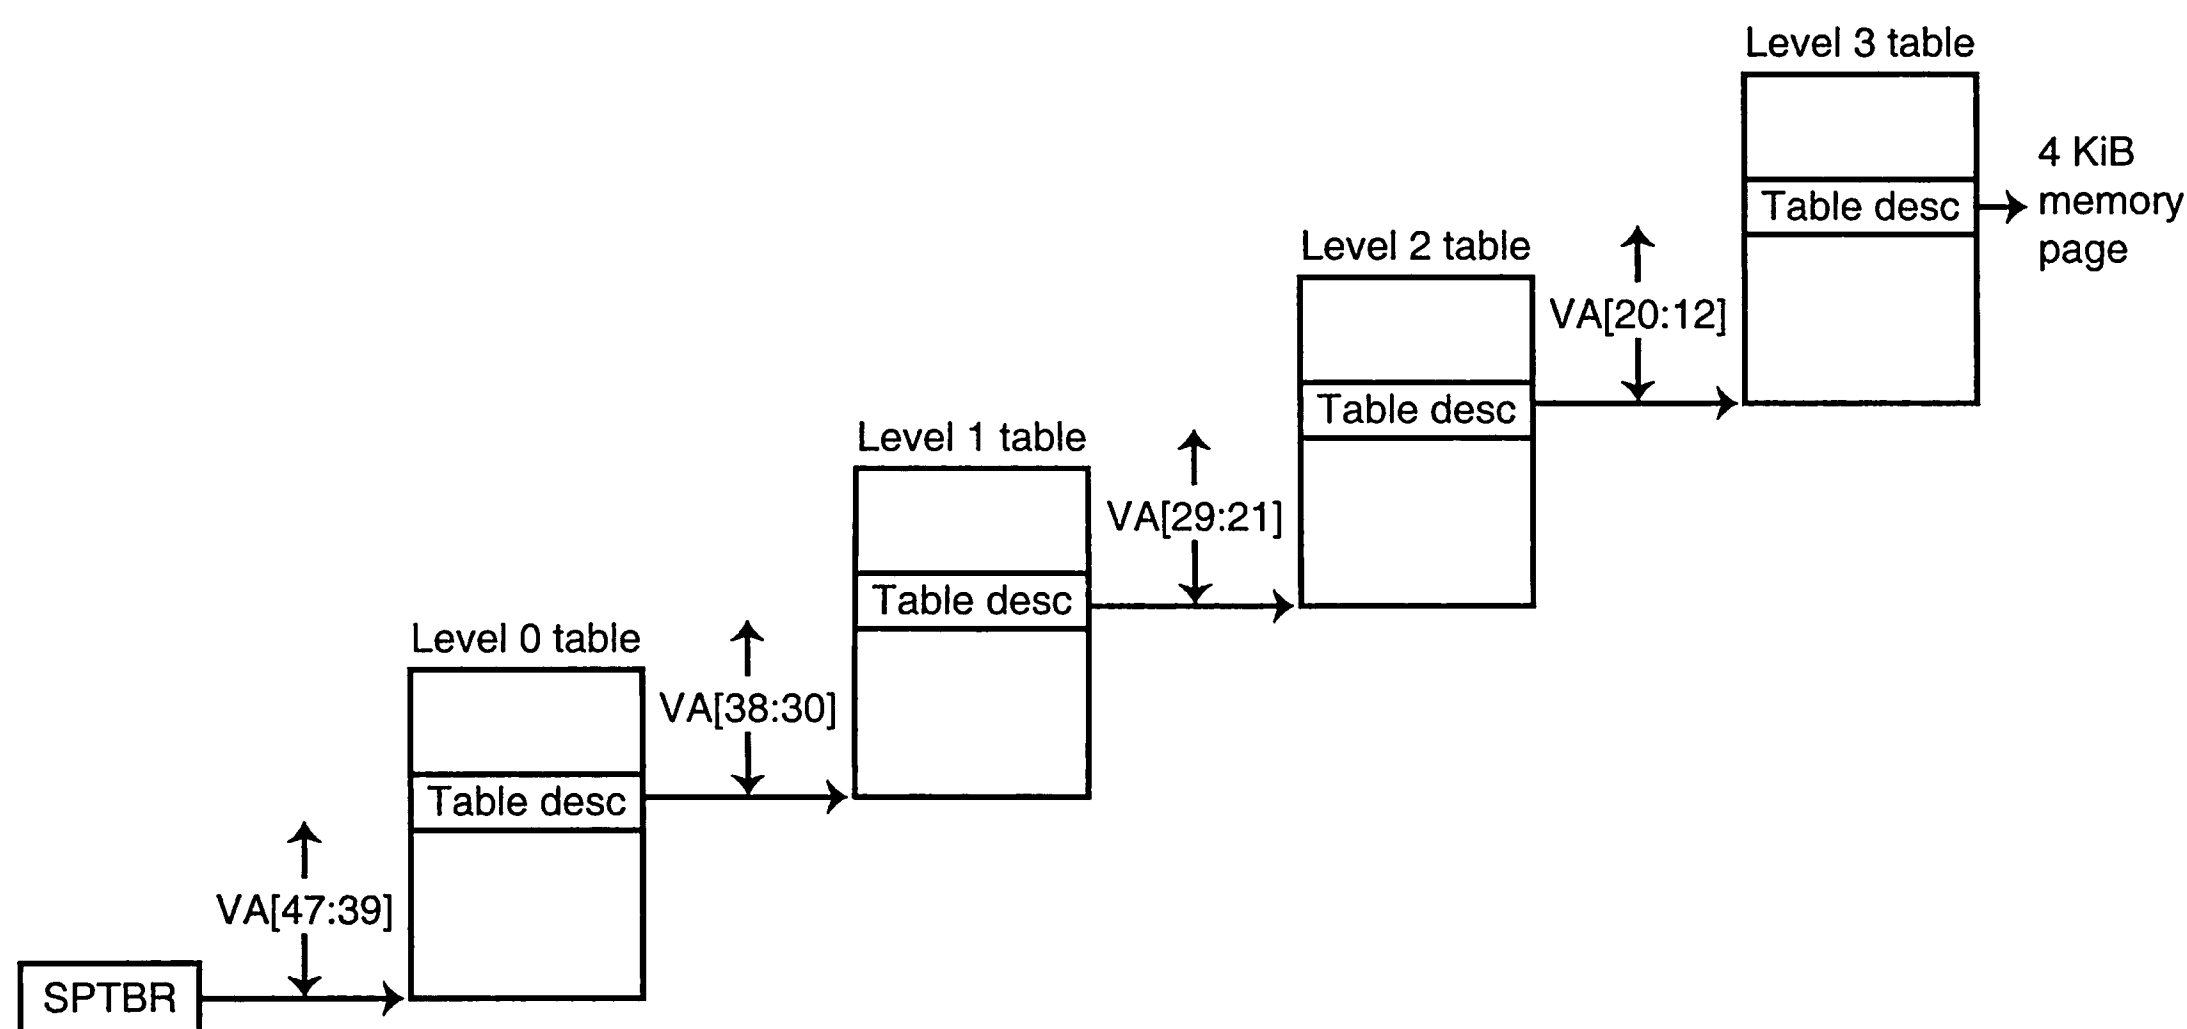 Level 3 table
4 KiB
memory
page
Table desc
Level 2 table
VA[20:12]
Table desc
Level 1 table
VA[29:21]
Table desc
Level 0 table
VA[38:30]
Table desc
VA[47:39]
SPTBR